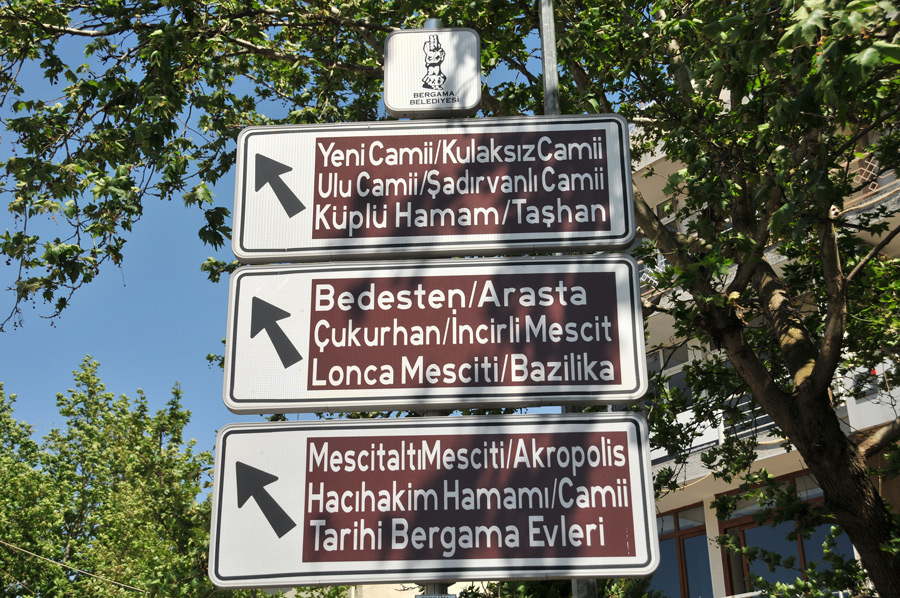 BERGAMA
BELEDİYESİ
Yeni Camii/Kulaksız Camii
Ulu Camii/Şadırvanlı Camii
Küplü Hamam/Taşhan
Bedesten/Arasta
Çukurhan/İncirli Mescit
Lonca Mesciti/Bazilika
MescitaltıMesciti/Akropolis
Hacıhakim Hamamı/Camii
Tarihi Bergama Evleri